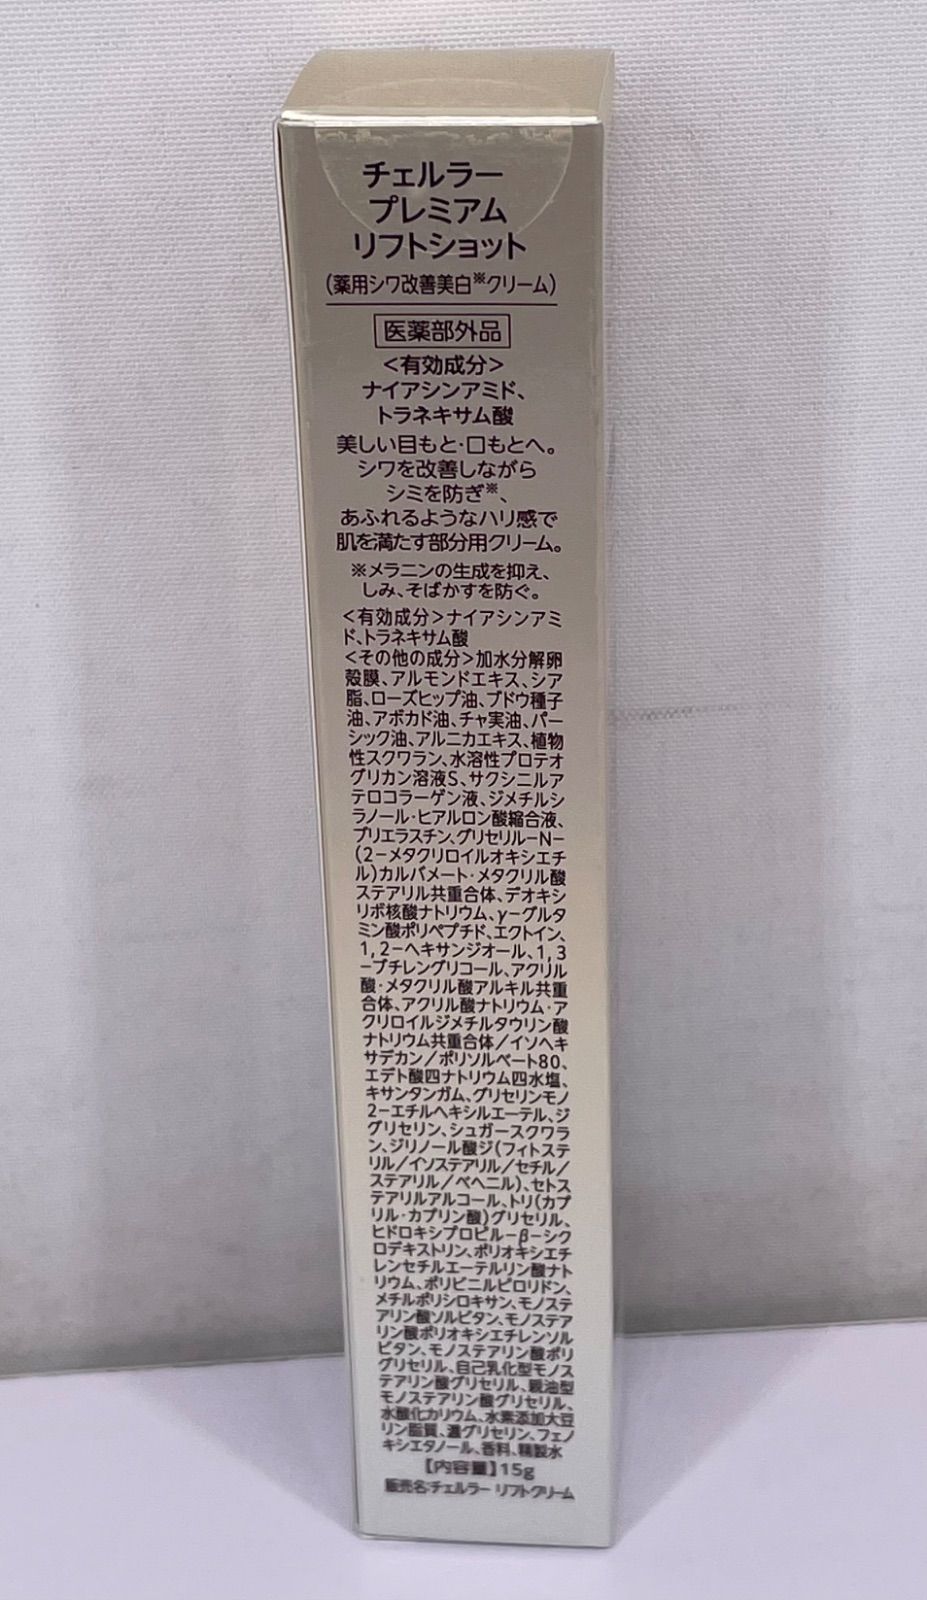 チェルラー
プレミアム
リフトショット
(薬用シワ改善美白※クリーム)
医薬部外品
<有効成分>
ナイアシンアミド、
トラネキサム酸
美しい目もと・口もとへ。
シワを改善しながら
シミを防ぎ※、
あふれるようなハリ感で
肌を満たす部分用クリーム。
※メラニンの生成を抑え、
しみ、そばかすを防ぐ。
<有効成分>ナイアシンアミ
ド、トラネキサム酸
<その他の成分>加水分解卵
殻膜、アルモンドエキス、シア
脂、ローズヒップ油、ブドウ種子
油、アボカド油、チャ実油、パー
シック油、アルニカエキス、植物
性スクワラン、水溶性プロテオ
グリカン溶液S、サクシニルア
テロコラーゲン液、ジメチルシ
ラノール・ヒアルロン酸縮合液、
プリエラスチン、グリセリル-N-
(2-メタクリロイルオキシエチ
ル)カルバメート・メタクリル酸
ステアリル共重合体、デオキシ
リボ核酸ナトリウム、γ-グルタ
ミン酸ポリペプチド、エクトイン、
1,2-ヘキサンジオール、1,3
-ブチレングリコール、アクリル
酸・メタクリル酸アルキル共重
合体、アクリル酸ナトリウム・ア
クリロイルジメチルタウリン酸
ナトリウム共重合体/イソヘキ
サデカン/ポリソルベート80、
エデト酸四ナトリウム四水塩、
キサンタンガム、グリセリンモノ
2-エチルヘキシルエーテル、ジ
グリセリン、シュガースクワラ
ン、ジリノール酸ジ(フィトステ
リル/イソステアリル/セチル/
ステアリル/ベヘニル)、セトス
テアリルアルコール、トリ(カプ
リル・カプリン酸)グリセリル、
ヒドロキシプロピル-β-シク
ロデキストリン、ポリオキシエチ
レンセチルエーテルリン酸ナト
リウム、ポリビニルピロリドン、
メチルポリシロキサン、モノステ
アリン酸ソルビタン、モノステア
リン酸ポリオキシエチレンソル
ビタン、モノステアリン酸ポリ
グリセリル、自己乳化型モノス
テアリン酸グリセリル、親油型
モノステアリン酸グリセリル、
水酸化カリウム、水素添加大豆
リン脂質、濃グリセリン、フェノ
キシエタノール、香料、精製水
【内容量】15g
販売名:チェルラー リフトクリーム